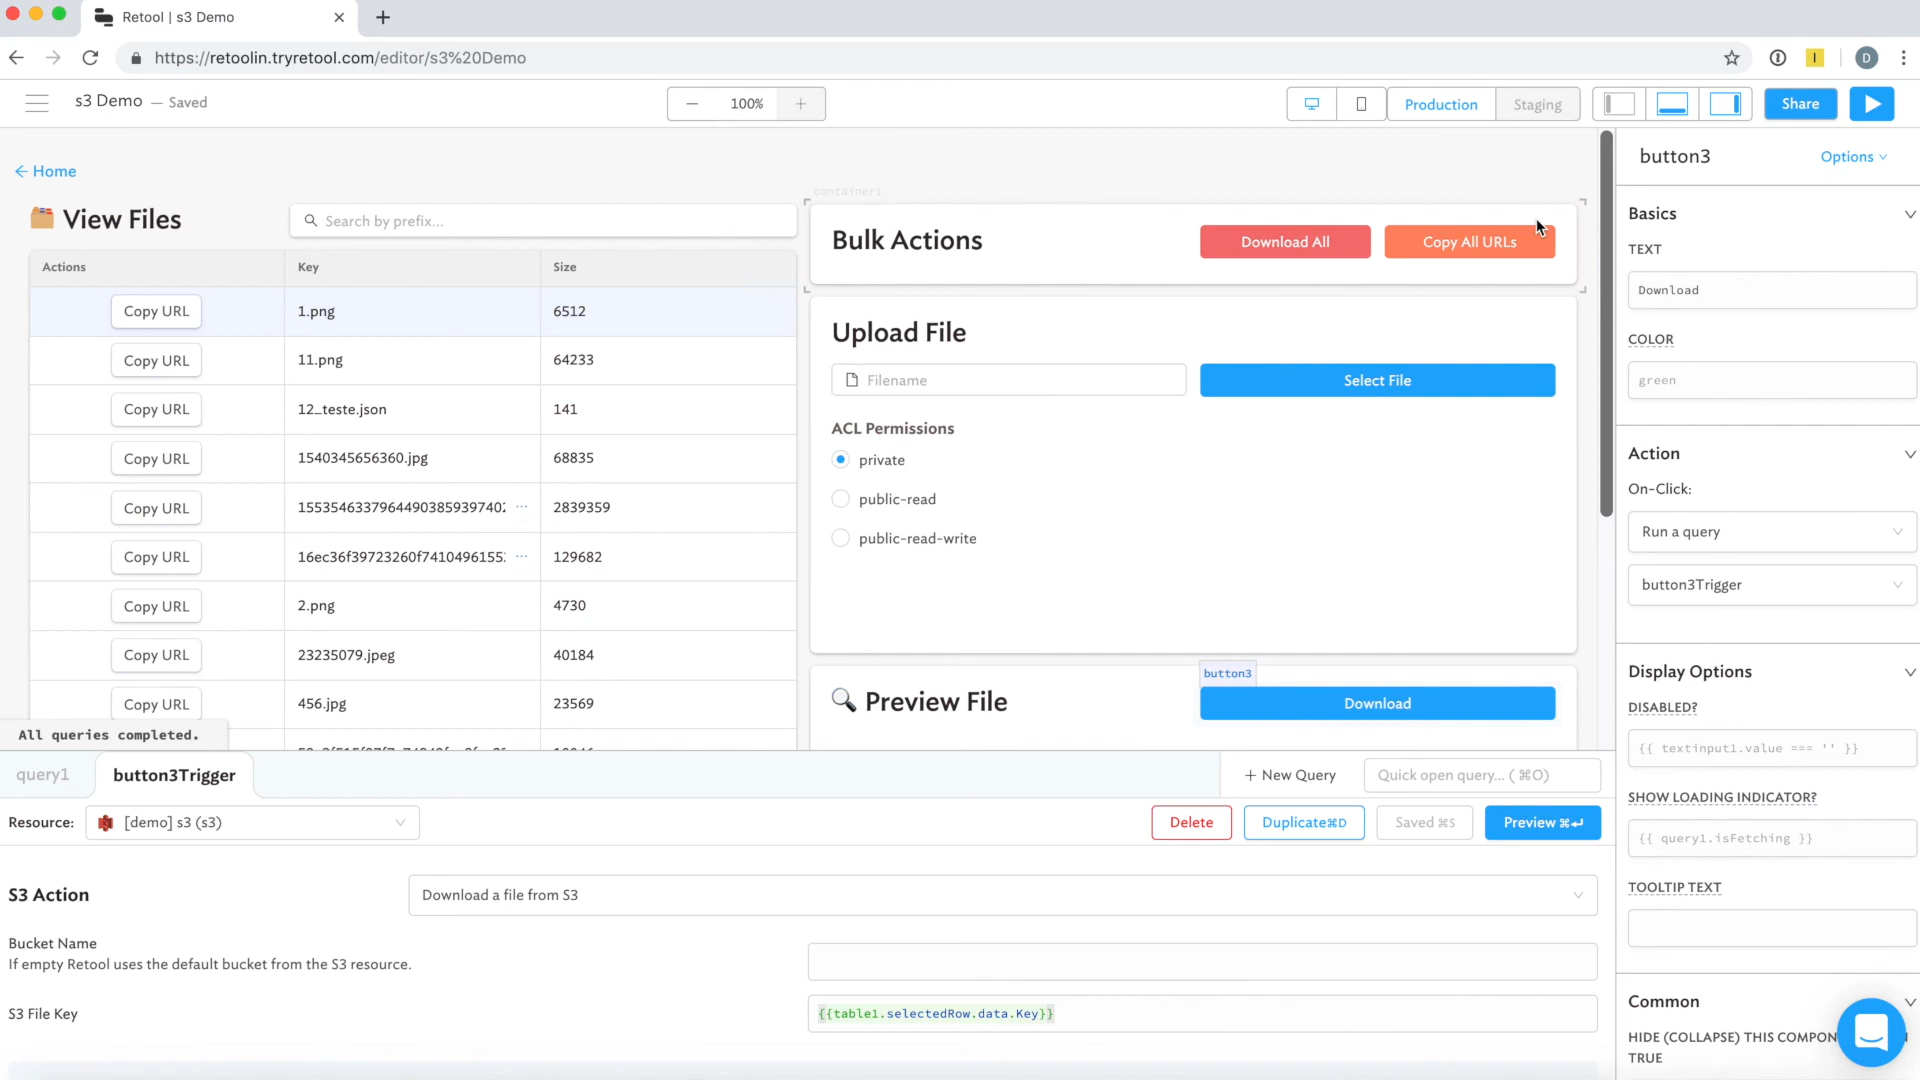 Retool | s3 Demo
https://retoolin.tryretool.com/editor/s3%20Demo
D
s3 Demo — Saved
100%
Production
Staging
Share
Home
View Files
Search by prefix...
Actions
Key
Size
Copy URL
1.png
6512
Copy URL
11.png
64233
Copy URL
12_teste.json
141
Copy URL
1540345656360.jpg
68835
Copy URL
1553546337964490385939740
...
2839359
Copy URL
16ec36f39723260f741049615
...
129682
Copy URL
2.png
4730
Copy URL
23235079.jpeg
40184
Copy URL
456.jpg
23569
All queries completed.
container1
Bulk Actions
Download All
Copy All URLs
Upload File
Filename
Select File
ACL Permissions
private
public-read
public-read-write
button3
Preview File
Download
button3
Options
Basics
TEXT
Download
COLOR
green
Action
On-Click:
Run a query
button3Trigger
Display Options
DISABLED?
{{ textinput1.value === '' }}
SHOW LOADING INDICATOR?
{{ query1.isFetching }}
TOOLTIP TEXT
Common
HIDE (COLLAPSE) THIS COMPON
TRUE
query1
button3Trigger
+ New Query
Quick open query... ( ⌘O)
Resource:
[demo] s3 (s3)
Delete
Duplicate⌘D
Saved ⌘S
Preview ⌘↵
S3 Action
Download a file from S3
Bucket Name
If empty Retool uses the default bucket from the S3 resource.
S3 File Key
{{table1.selectedRow.data.Key}}